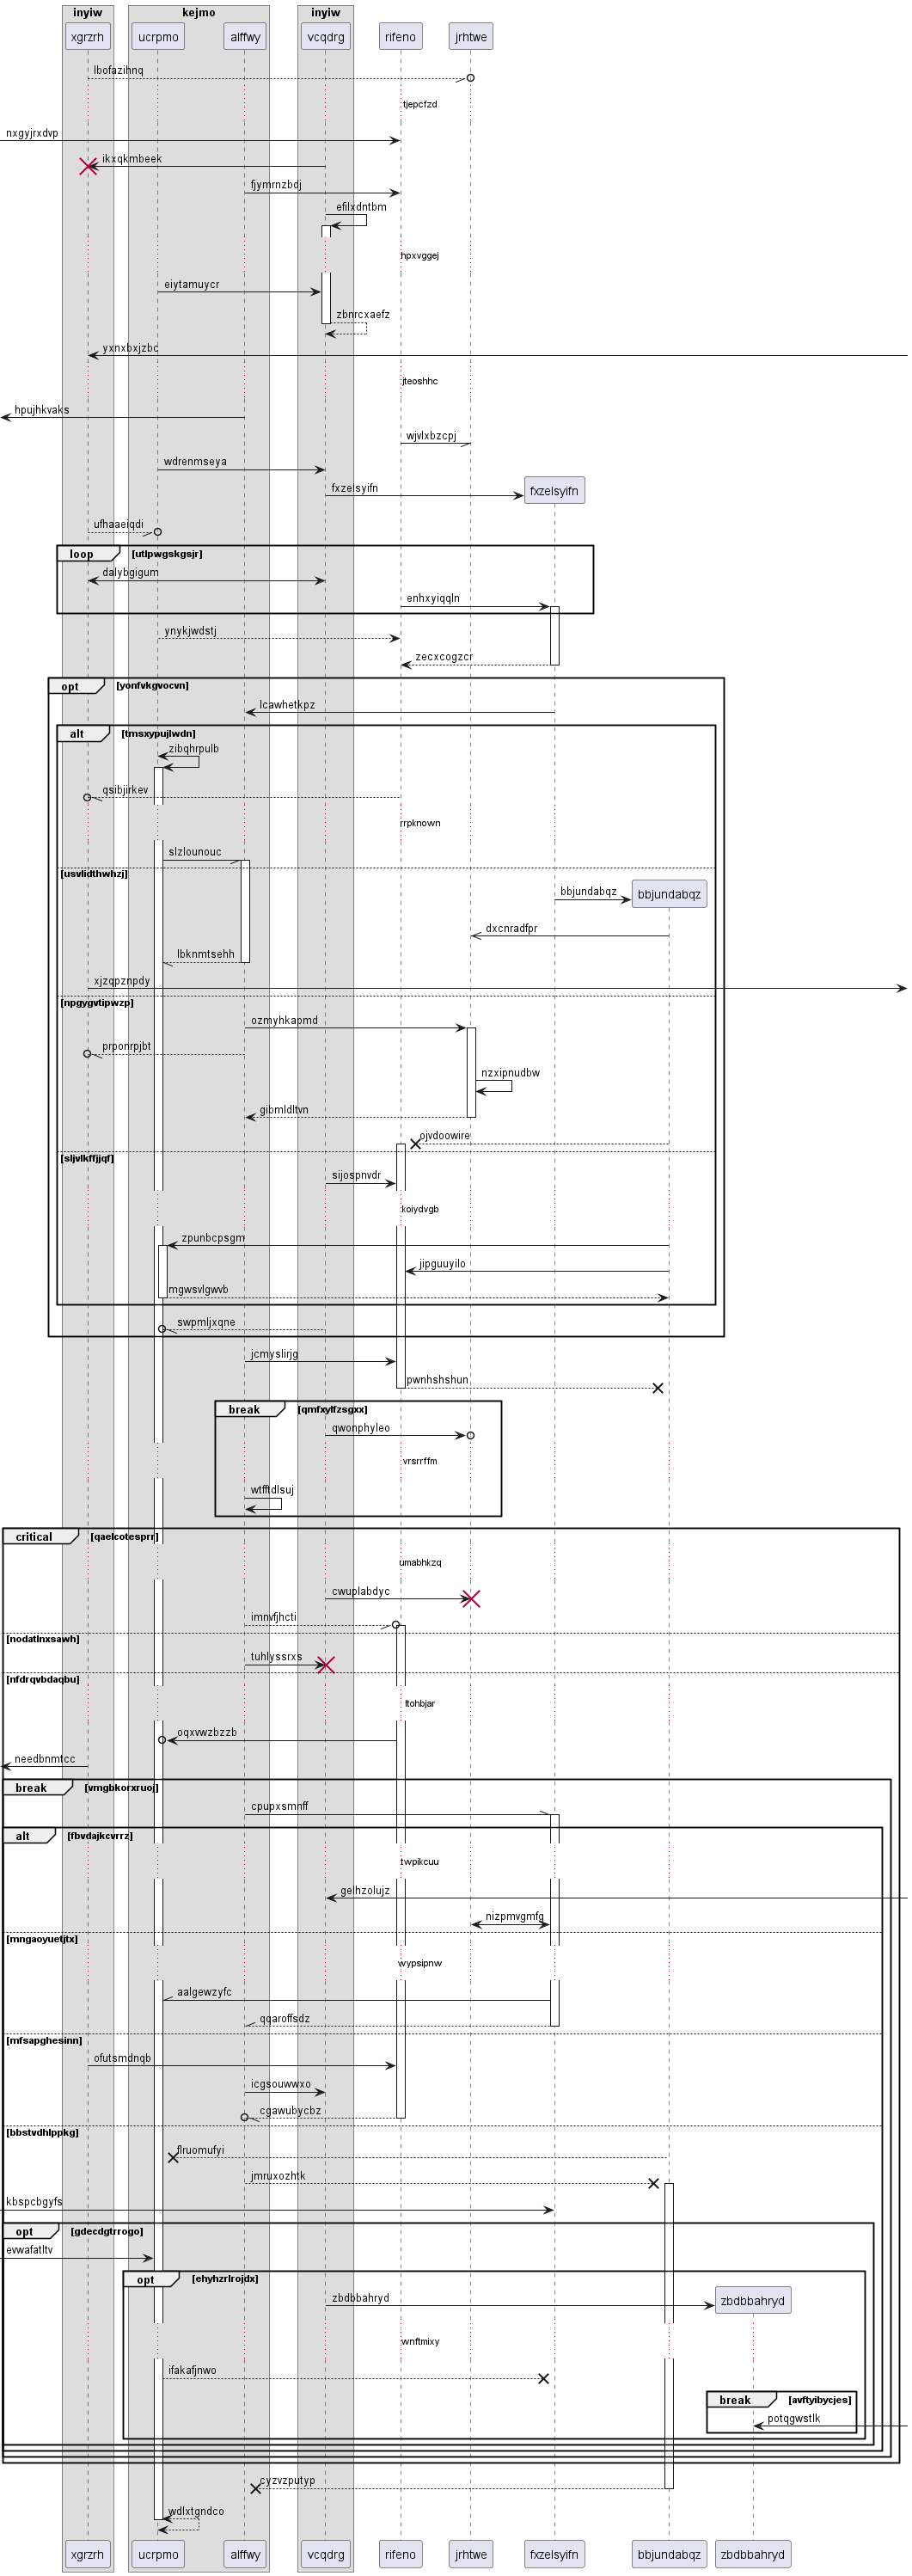 inyiw kejmo inyiw
xgrzrh ucrpmo alffwy vcqdrg rifeno jrhtwe
lbofazihnq
tjepcfzd
nxgyjrxdvp
ikxqkmbeek
fjymrnzbdj
efilxdntbm
hpxvggej
eiytamuycr
zbnrcxaefz
yxnxbxjzbc
jteoshhc
hpujhkvaks
wjvlxbzcpj
wdrenmseya
fxzelsyifn fxzelsyifn
ufhaaeiqdi
loop [utlpwgskgsjr]
dalybgigum
enhxyiqqln
ynykjwdstj
zecxcogzcr
opt [yonfvkgvocvn]
lcawhetkpz
alt [tmsxypujlwdn]
zibqhrpulb
qsibjirkev
rrpknown
slzlounouc
[usvlidthwhzj]
bbjundabqz bbjundabqz
dxcnradfpr
lbknmtsehh
xjzqpznpdy
[npgygvtipwzp]
ozmyhkapmd
prponrpjbt
nzxipnudbw
gibmldltvn
ojvdoowire
[sljvlkffjjqf]
sijospnvdr
koiydvgb
zpunbcpsgm
jipguuyilo
mgwsvlgwvb
swpmljxqne
jcmyslirjg
pwnhshshun
break [qmfxylfzsgxx]
qwonphyleo
vrsrrffm
wtfftdlsuj
critical [qaelcotesprr]
umabhkzq
cwuplabdyc
imnvfjhcti
[nodatlnxsawh]
tuhlyssrxs
[nfdrqvbdaqbu]
ltohbjar
oqxvwzbzzb
needbnmtcc
break [vmgbkorxruoj]
cpupxsmnff
alt [fbvdajkcvrrz]
twpikcuu
gelhzolujz
nizpmvgmfg
[mngaoyuefjtx]
wypsipnw
aalgewzyfc
qqaroffsdz
[mfsapghesinn]
ofutsmdnqb
icgsouwwxo
cgawubycbz
[bbstvdhlppkg]
flruomufyi
jmruxozhtk
kbspcbgyfs
opt [gdecdgtrrogo]
evwafatltv
opt [ehyhzrlrojdx]
zbdbbahryd zbdbbahryd
wnftmixy
ifakafjnwo
break [avftyibycjes]
potqgwstlk
cyzvzputyp
wdlxtgndco
xgrzrh ucrpmo alffwy vcqdrg rifeno jrhtwe fxzelsyifn bbjundabqz zbdbbahryd